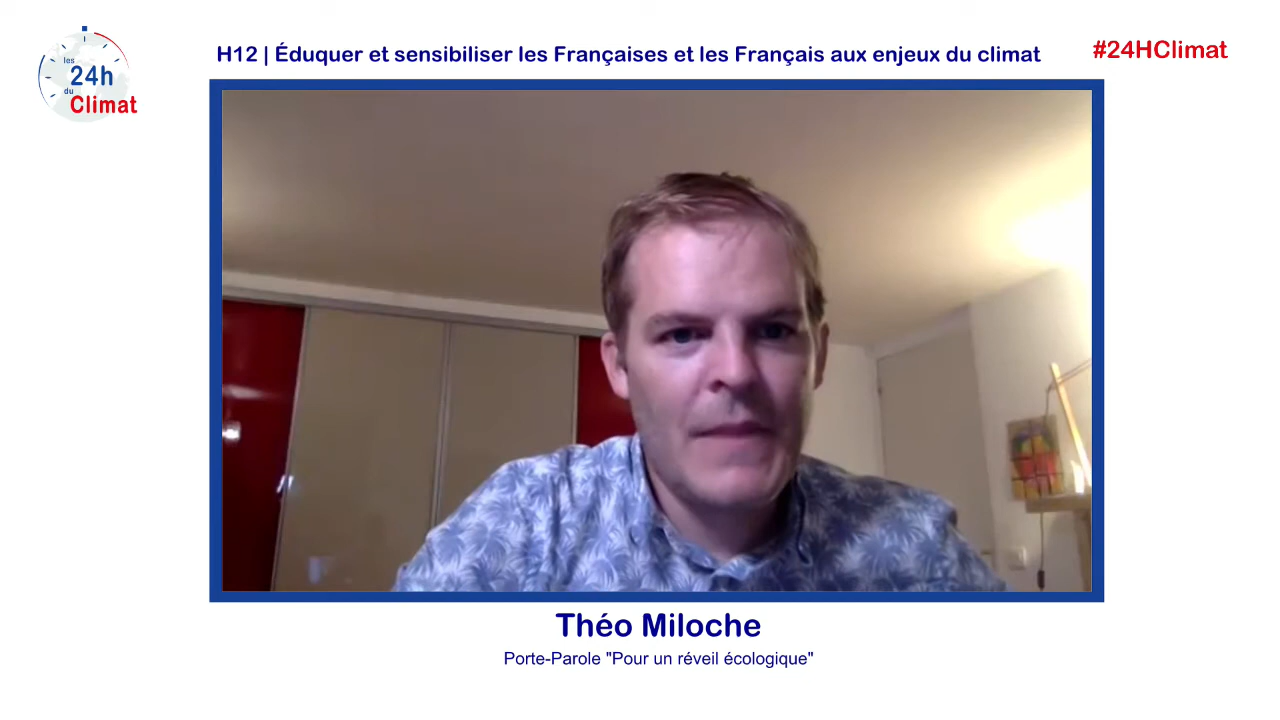 les
24h
du
Climat
H12 | Éduquer et sensibiliser les Françaises et les Français aux enjeux du climat
#24HClimat
Théo Miloche
Porte-Parole "Pour un réveil écologique"